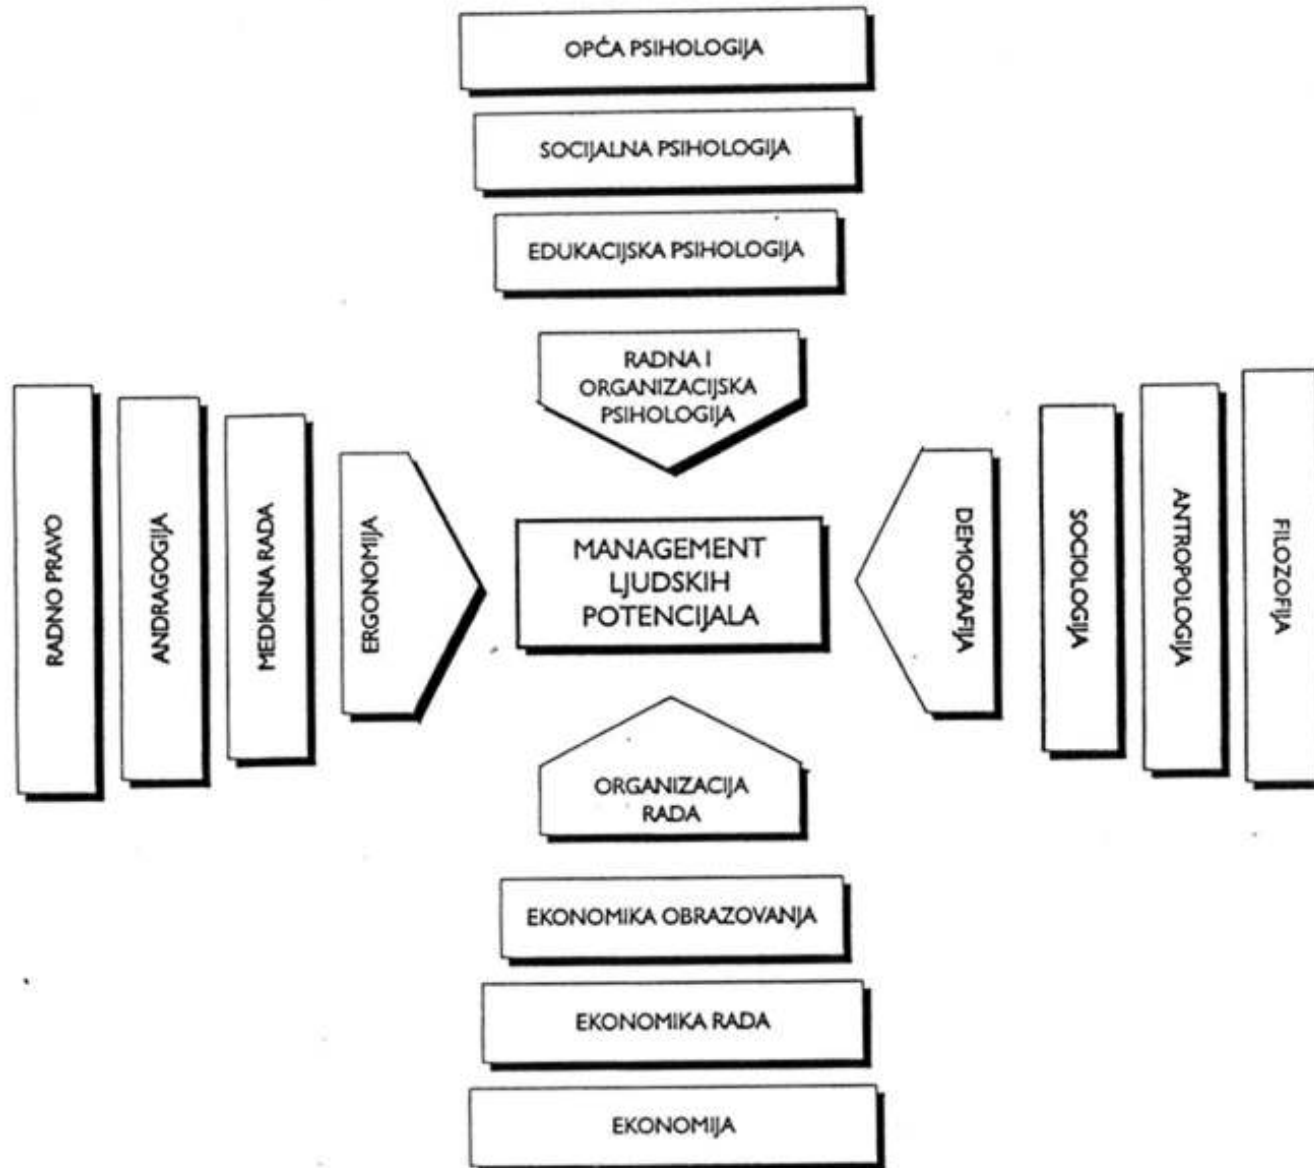 OPĆA PSIHOLOGIJA
SOCIJALNA PSIHOLOGIJA
EDUKACIJSKA PSIHOLOGIJA
RADNA I
ORGANIZACIJSKA
PSIHOLOGIJA
RADNO PRAVO
ANDRAGOGIJA
MEDICINA RADA
ERGONOMIJA
MANAGEMENT
LJUDSKIH
POTENCIJALA
DEMOGRAFIJA
SOCIOLOGIJA
ANTROPOLOGIJA
FILOZOFIJA
ORGANIZACIJA
RADA
EKONOMIKA OBRAZOVANJA
EKONOMIKA RADA
EKONOMIJA